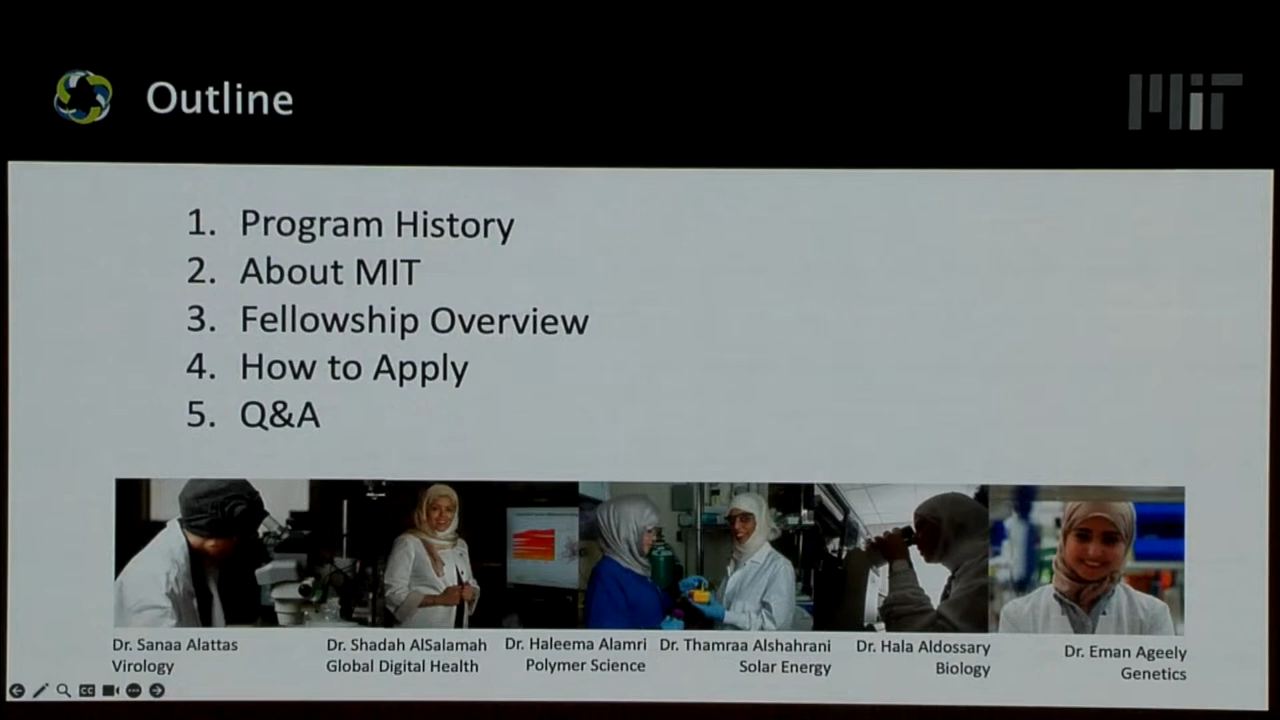 Outline
MIT
1. Program History
2. About MIT
3. Fellowship Overview
4. How to Apply
5. Q&A
Dr. Sanaa Alattas
Virology
Dr. Shadah AlSalamah
Global Digital Health
Dr. Haleema Alamri
Polymer Science
Dr. Thamraa Alshahrani
Solar Energy
Dr. Hala Aldossary
Biology
Dr. Eman Ageely
Genetics
CC